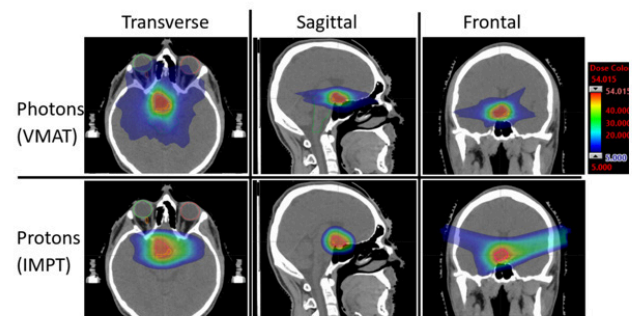 Transverse
Sagittal
Frontal
Photons
(VMAT)
Dose Color
54.015
54.015
40.000
30.000
20.000
5.000
5.000
Protons
(IMPT)